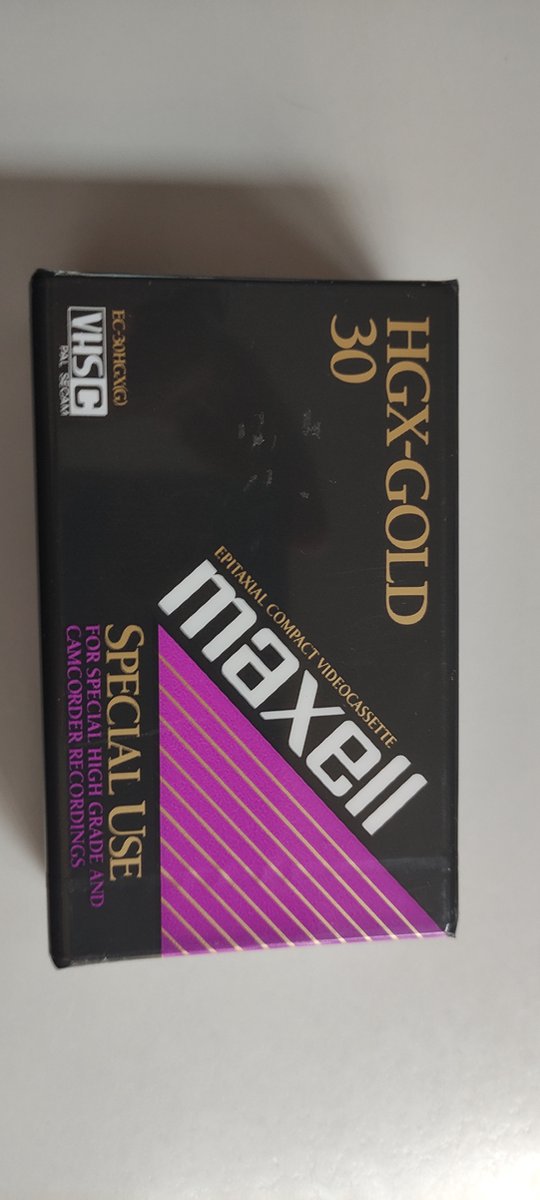 HGX-GOLD
30
EPITAXIAL COMPACT VIDEOCASSETTE
maxell
EC-30HGX(G)
VHS C
PAL SECAM
SPECIAL USE
FOR SPECIAL HIGH GRADE AND
CAMCORDER RECORDINGS